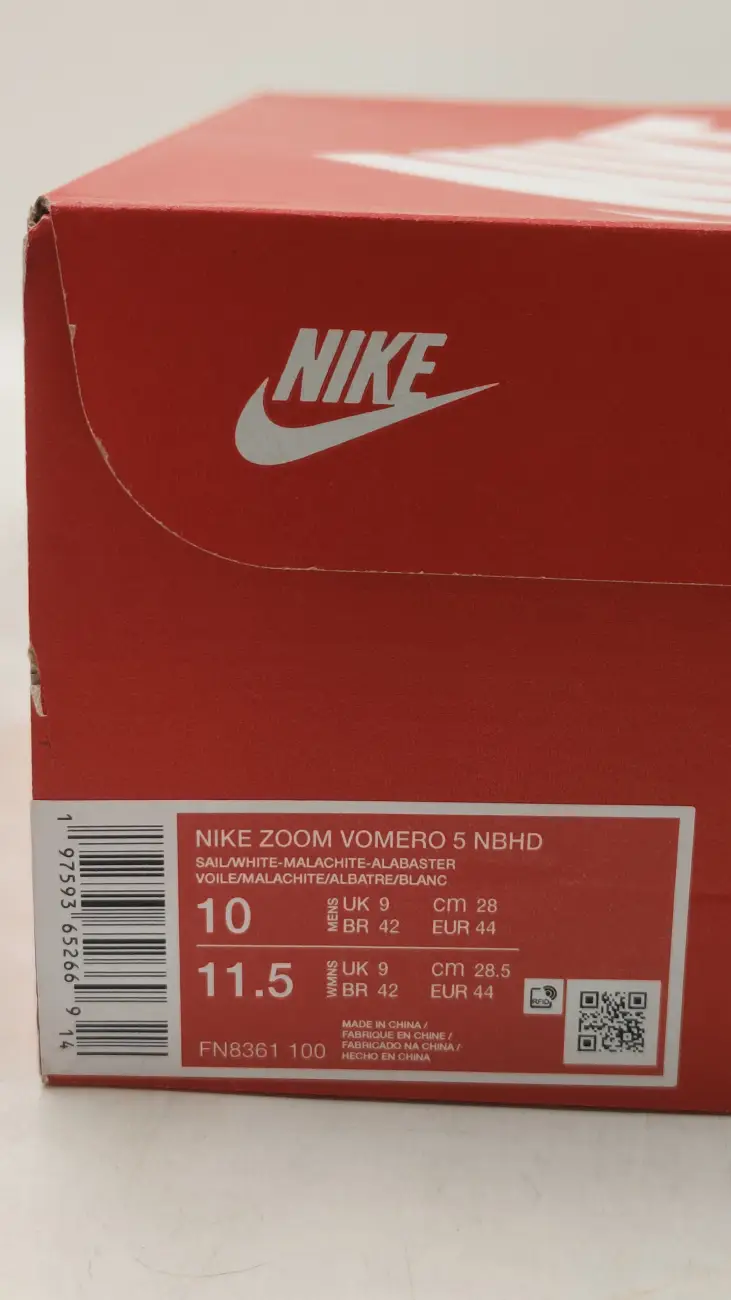 NIKE
NIKE ZOOM VOMERO 5 NBHD
SAIL/WHITE-MALACHITE-ALABASTER
VOILE/MALACHITE/ALBATRE/BLANC
10 MENS UK 9 cm 28
BR 42 EUR 44
11.5 WMNS UK 9 cm 28.5
BR 42 EUR 44
RFID
FN8361 100
MADE IN CHINA /
FABRIQUE EN CHINE /
FABRICADO NA CHINA /
HECHO EN CHINA
1 97593 65266 9 14